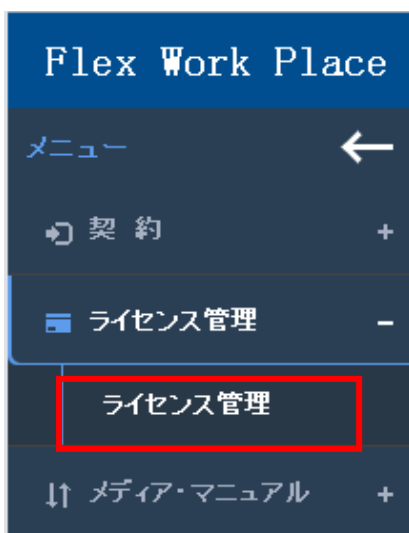 Flex Work Place
メニュー ←
契 約 +
ライセンス管理 −
ライセンス管理
メディア・マニュアル +